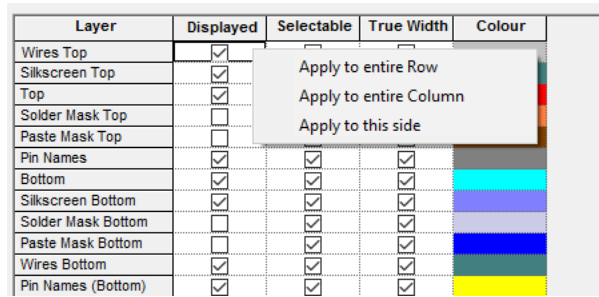 Layer Displayed Selectable True Width Colour
Wires Top
Silkscreen Top
Top
Solder Mask Top
Paste Mask Top
Apply to entire Row
Apply to entire Column
Apply to this side
Pin Names
Bottom
Silkscreen Bottom
Solder Mask Bottom
Paste Mask Bottom
Wires Bottom
Pin Names (Bottom)